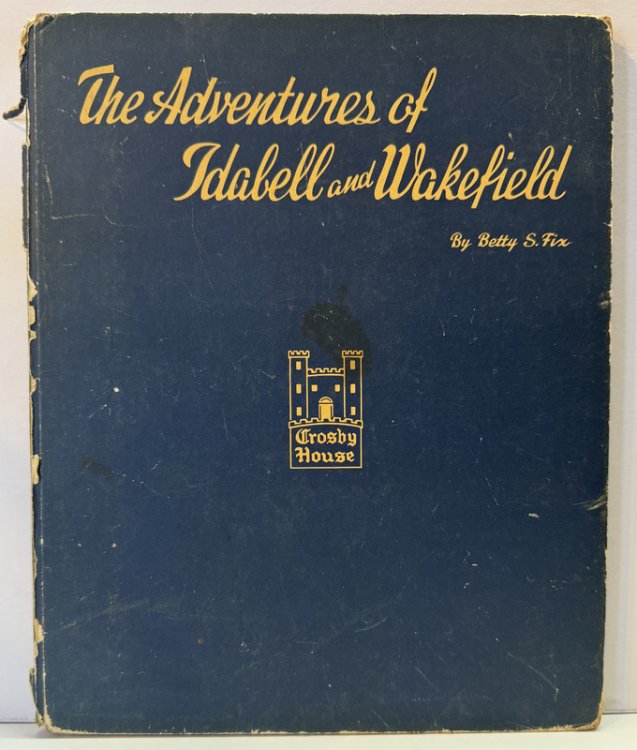 The Adventures of
Idabell and Wakefield
By Betty S. Fix
Crosby
House